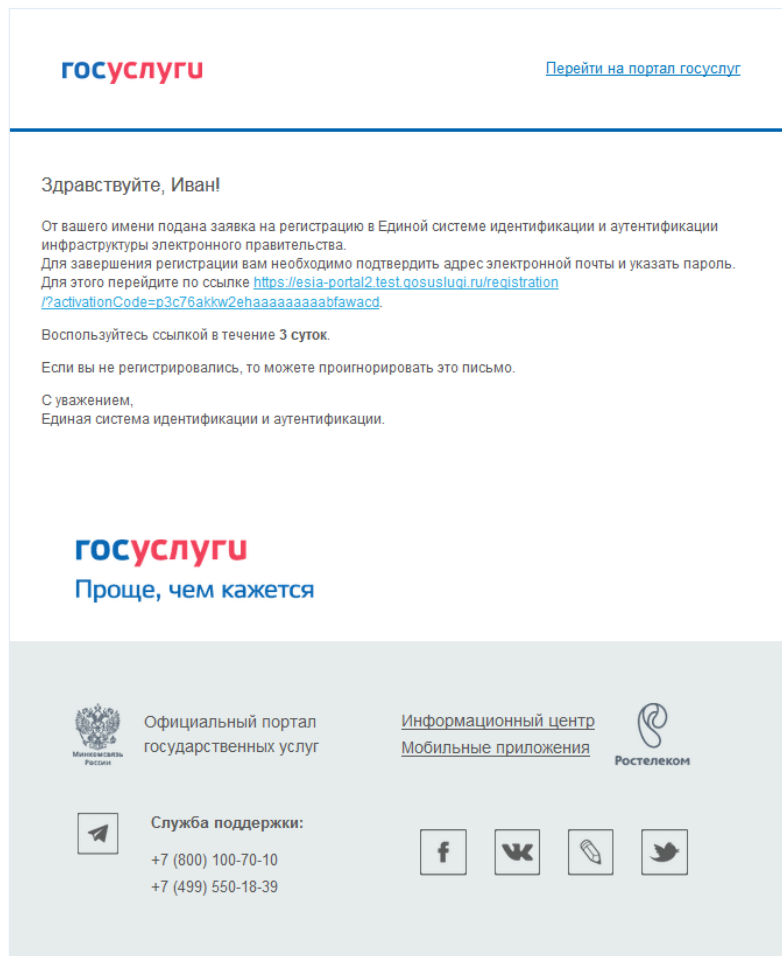 госуслуги
Перейти на портал госуслуг
Здравствуйте, Иван!
От вашего имени подана заявка на регистрацию в Единой системе идентификации и аутентификации
инфраструктуры электронного правительства.
Для завершения регистрации вам необходимо подтвердить адрес электронной почты и указать пароль.
Для этого перейдите по ссылке https://esia-portal2.test.gosuslugi.ru/registration
/?activationCode=p3c76akkw2ehaaaaaaaaabfawacd.
Воспользуйтесь ссылкой в течение 3 суток.
Если вы не регистрировались, то можете проигнорировать это письмо.
С уважением,
Единая система идентификации и аутентификации.
госуслуги
Проще, чем кажется
Минкомсвязь
России
Официальный портал
государственных услуг
Информационный центр
Мобильные приложения
Ростелеком
Служба поддержки:
+7 (800) 100-70-10
+7 (499) 550-18-39